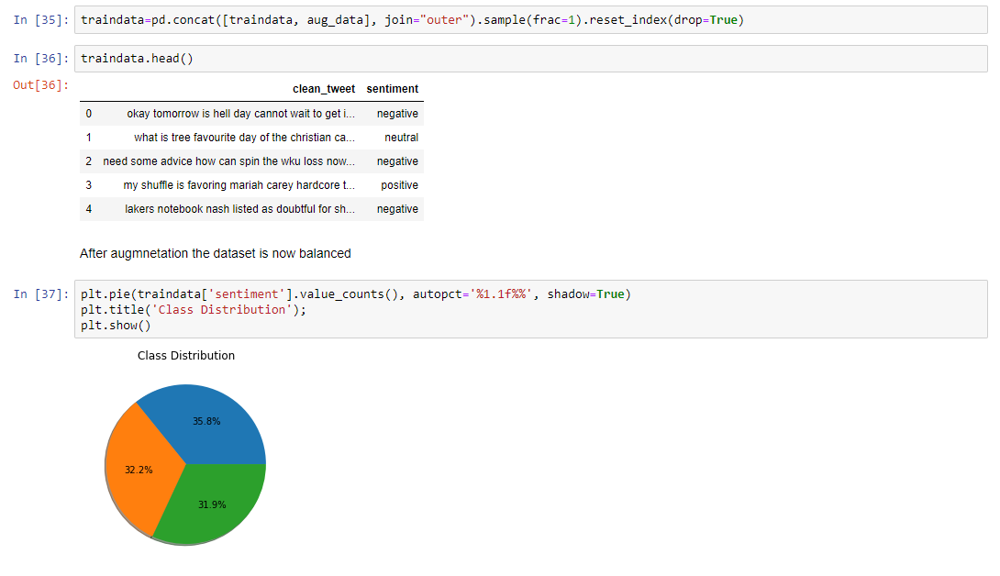 In [35]: traindata=pd.concat([traindata, aug_data], join="outer").sample(frac=1).reset_index(drop=True)
In [36]: traindata.head()
Out[36]:
clean_tweet sentiment
0 okay tomorrow is hell day cannot wait to get i... negative
1 what is tree favourite day of the christian ca... neutral
2 need some advice how can spin the wku loss now... negative
3 my shuffle is favoring mariah carey hardcore t... positive
4 lakers notebook nash listed as doubtful for sh... negative
After augmnetation the dataset is now balanced
In [37]: plt.pie(traindata['sentiment'].value_counts(), autopct='%1.1f%%', shadow=True)
plt.title('Class Distribution');
plt.show()
Class Distribution
35.8%
32.2%
31.9%